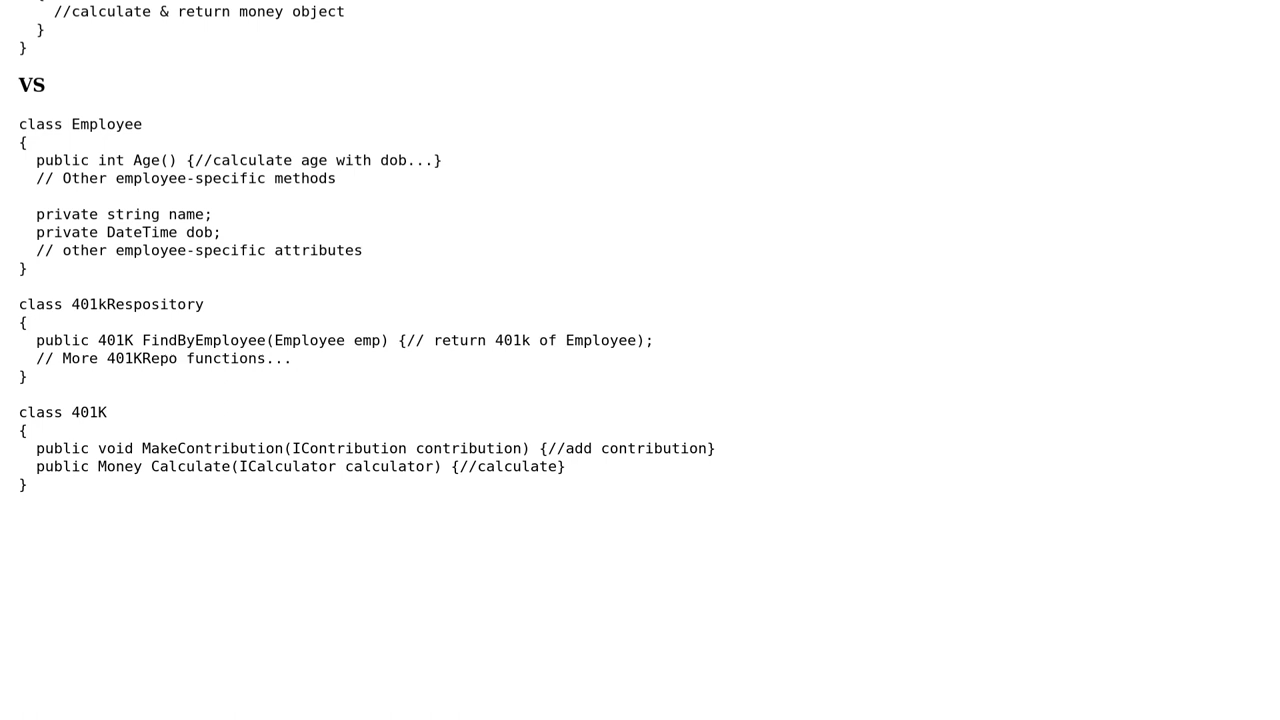 //calculate & return money object
}
}
VS
class Employee
{
public int Age() {//calculate age with dob...}
// Other employee-specific methods
private string name;
private DateTime dob;
// other employee-specific attributes
}
class 401kRespository
{
public 401K FindByEmployee(Employee emp) {// return 401k of Employee);
// More 401KRepo functions...
}
class 401K
{
public void MakeContribution(IContribution contribution) {//add contribution}
public Money Calculate(ICalculator calculator) {//calculate}
}